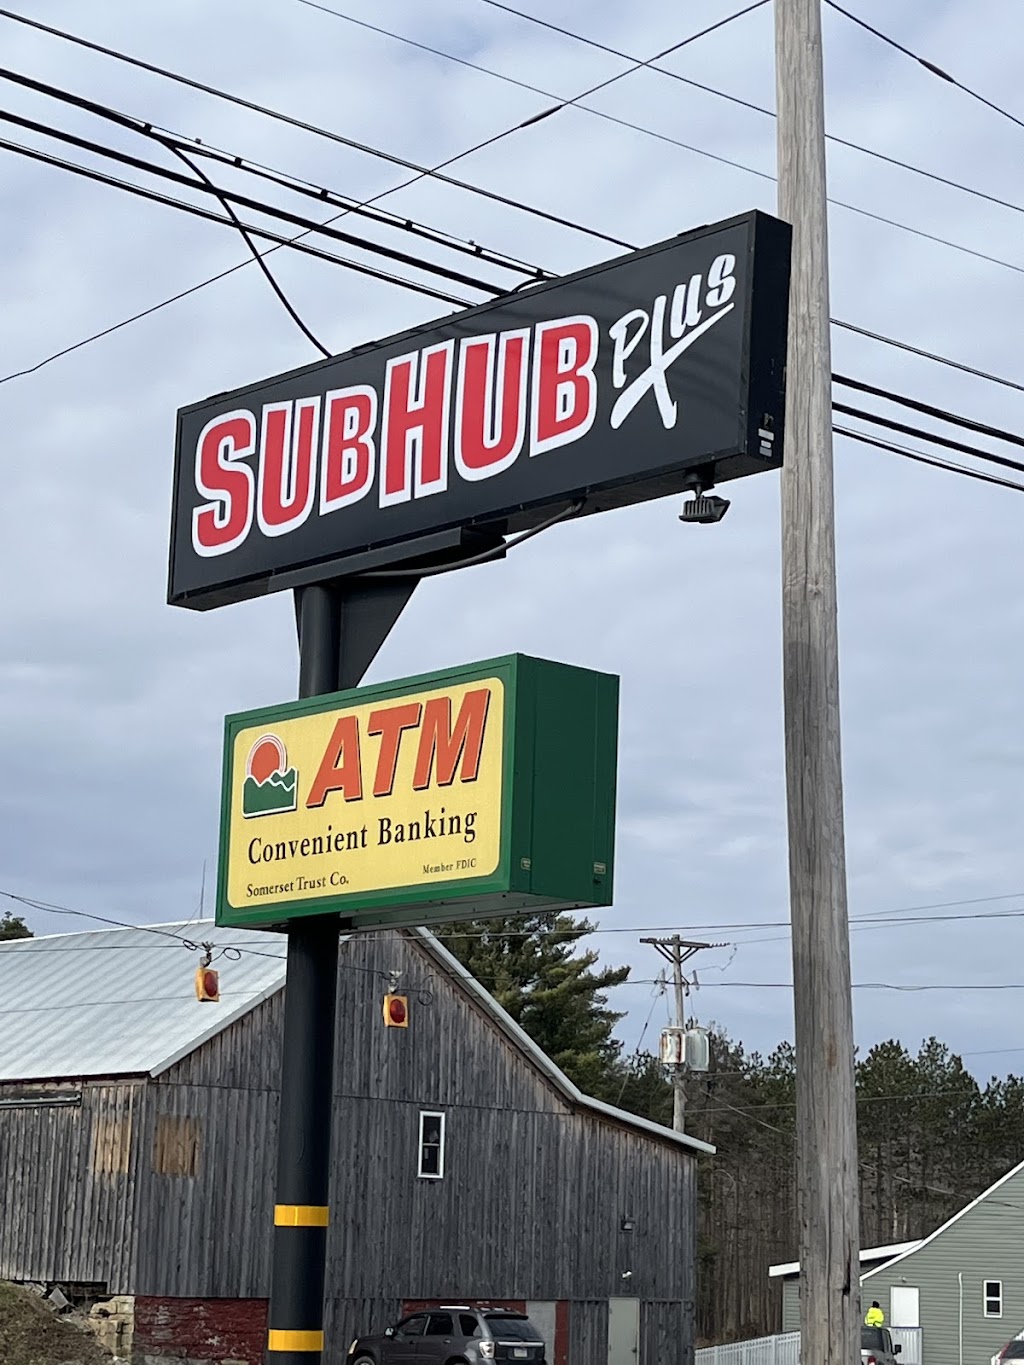 SUBHUB Plus
ATM
Convenient Banking
Somerset Trust Co. Member FDIC